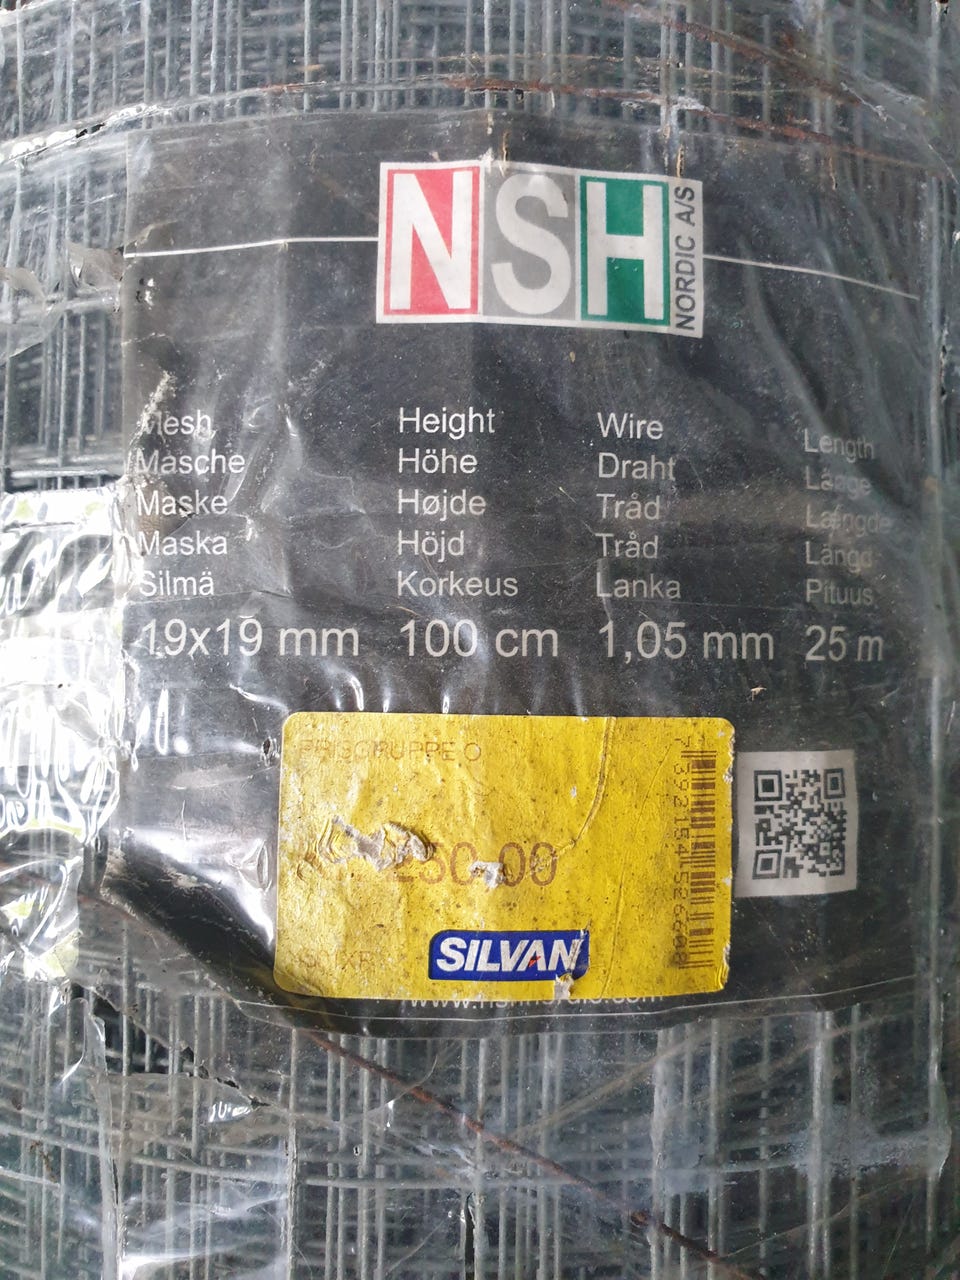 NSH
NORDIC A/S
Mesh Height Wire Length
Masche Höhe Draht Länge
Maske Højde Tråd Længde
Maska Höjd Tråd Längd
Silmä Korkeus Lanka Pituus
19x19 mm 100 cm 1,05 mm 25 m
PRISGRUPPE O
SILVAN